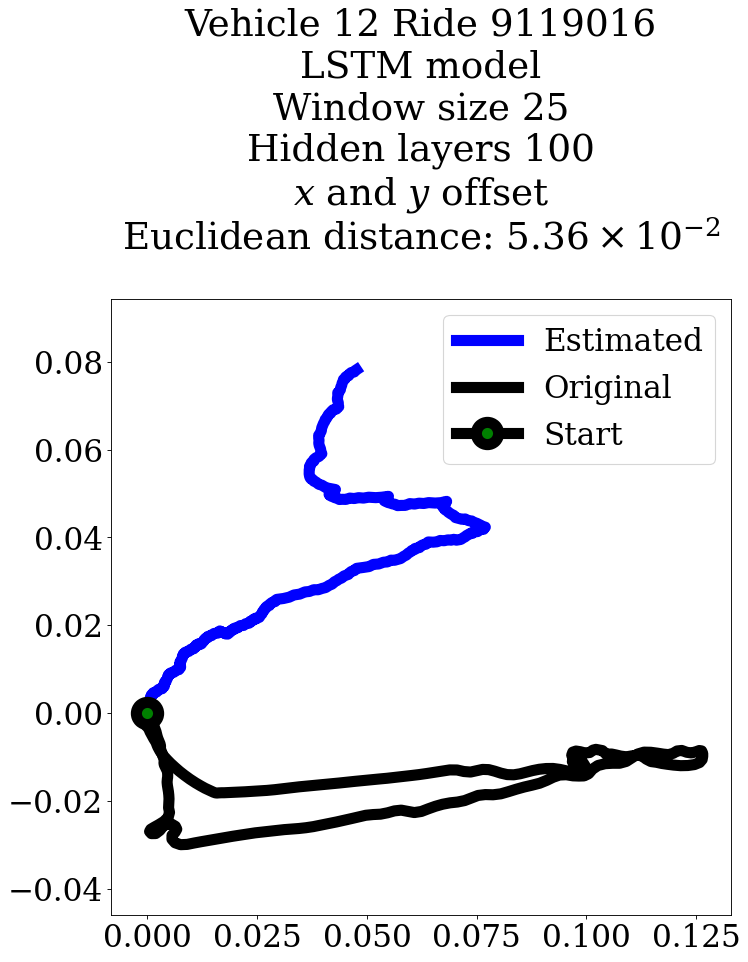 Vehicle 12 Ride 9119016
LSTM model
Window size 25
Hidden layers 100
x and y offset
Euclidean distance: 5.36 × 10⁻²
Estimated
Original
Start
0.08
0.06
0.04
0.02
0.00
−0.02
−0.04
0.000 0.025 0.050 0.075 0.100 0.125